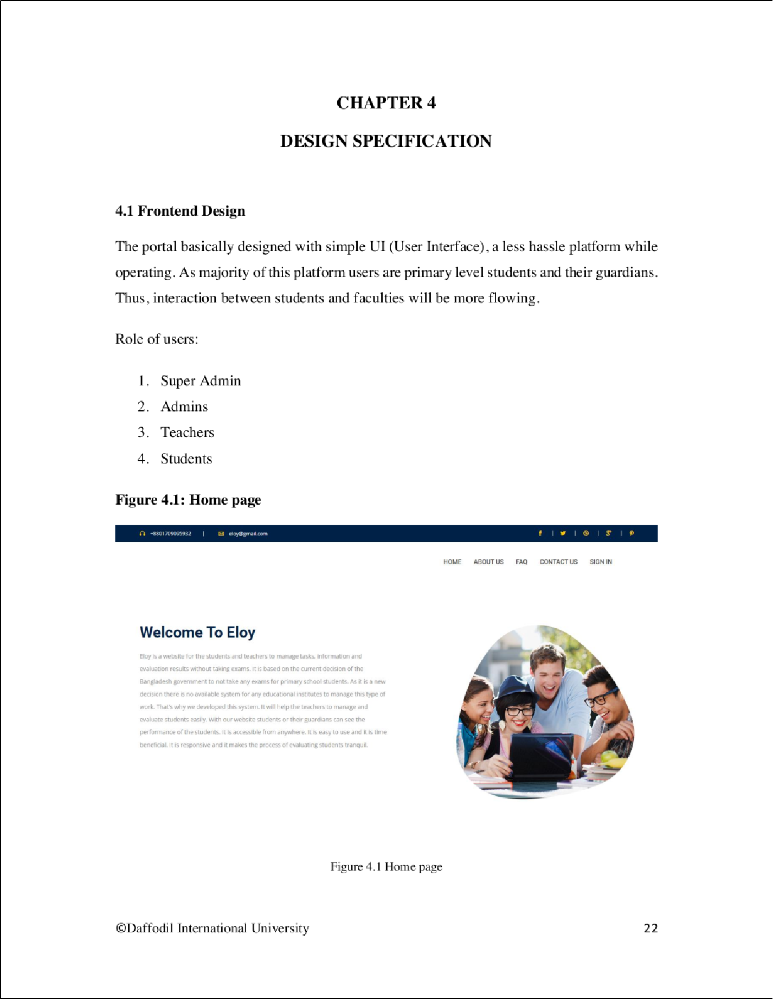 CHAPTER 4
DESIGN SPECIFICATION
4.1 Frontend Design
The portal basically designed with simple UI (User Interface), a less hassle platform while
operating. As majority of this platform users are primary level students and their guardians.
Thus, interaction between students and faculties will be more flowing.
Role of users:
1. Super Admin
2. Admins
3. Teachers
4. Students
Figure 4.1: Home page
+8801709095932 | eloy@gmail.com f | | | |
HOME ABOUT US FAQ CONTACT US SIGN IN
Welcome To Eloy
Eloy is a website for the students and teachers to manage tasks, information and
evaluation results without taking exams. It is based on the current decision of the
Bangladesh government to not take any exams for primary school students. As it is a new
decision there is no available system for any educational institutes to manage this type of
work. That's why we developed this system. It will help the teachers to manage and
evaluate students easily. With our website students or their guardians can see the
performance of the students. It is accessible from anywhere. It is easy to use and it is time
beneficial. It is responsive and it makes the process of evaluating students tranquil.
Figure 4.1 Home page
©Daffodil International University 22